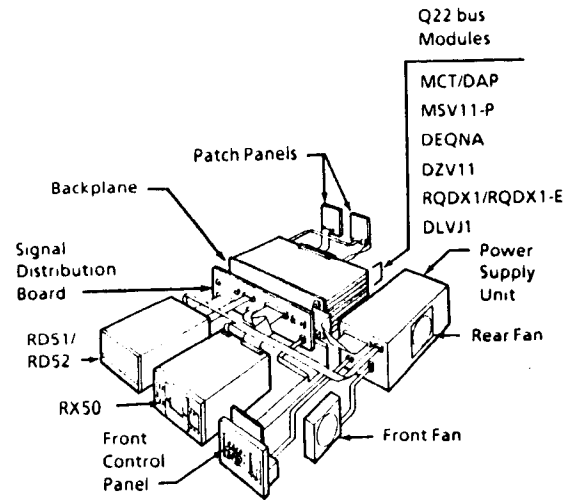 Q22 bus
Modules
MCT/DAP
MSV11-P
DEQNA
DZV11
RQDX1/RQDX1-E
DLVJ1
Patch Panels
Backplane
Signal
Distribution
Board
Power
Supply
Unit
Rear Fan
RD51/
RD52
RX50
Front
Control
Panel
Front Fan